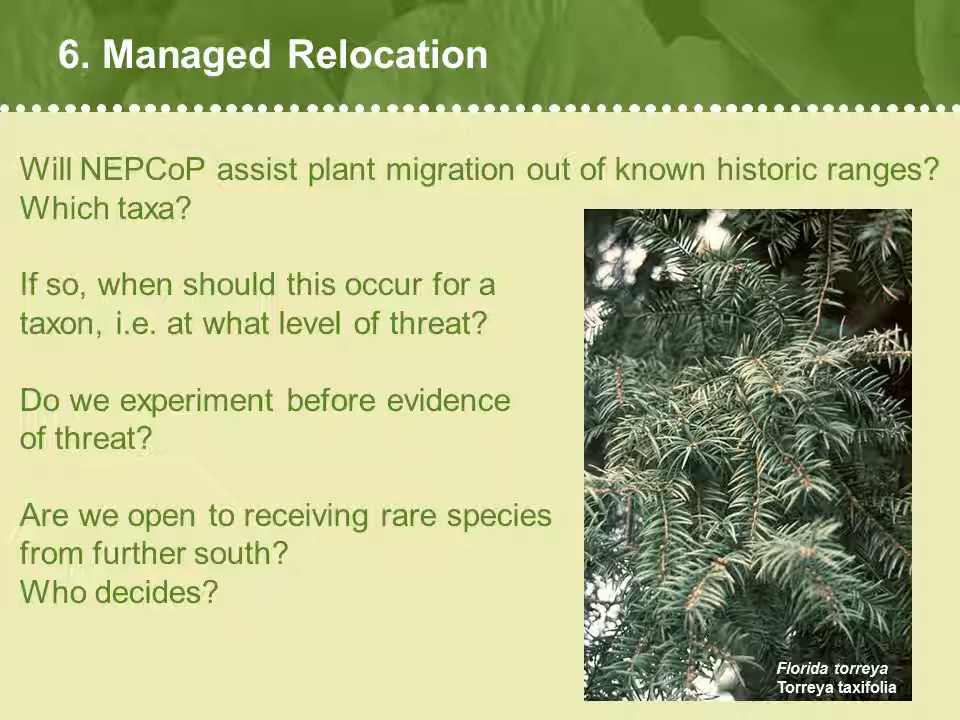 6. Managed Relocation
Will NEPCoP assist plant migration out of known historic ranges?
Which taxa?
If so, when should this occur for a
taxon, i.e. at what level of threat?
Do we experiment before evidence
of threat?
Are we open to receiving rare species
from further south?
Who decides?
Florida torreya
Torreya taxifolia